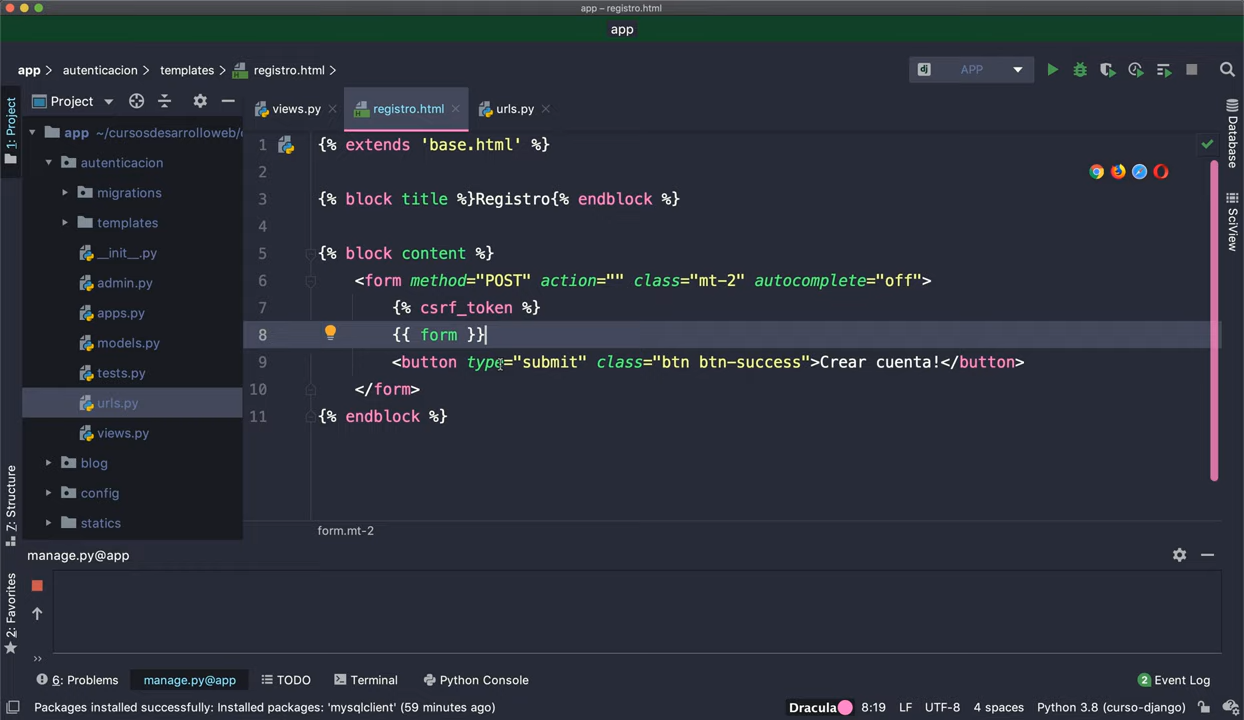 app – registro.html
app
app autenticacion templates registro.html
dj APP
1: Project
Project
views.py registro.html urls.py
app ~/cursosdesarrolloweb/
autenticacion
migrations
templates
__init__.py
admin.py
apps.py
models.py
tests.py
urls.py
views.py
blog
config
statics
1 {% extends 'base.html' %}
2
3 {% block title %}Registro{% endblock %}
4
5 {% block content %}
6 <form method="POST" action="" class="mt-2" autocomplete="off">
7 {% csrf_token %}
8 {{ form }}
9 <button type="submit" class="btn btn-success">Crear cuenta!</button>
10 </form>
11 {% endblock %}
form.mt-2
Database
SciView
7: Structure
2: Favorites
manage.py@app
»
6: Problems manage.py@app TODO Terminal Python Console 2 Event Log
Packages installed successfully: Installed packages: 'mysqlclient' (59 minutes ago) Dracula 8:19 LF UTF-8 4 spaces Python 3.8 (curso-django)